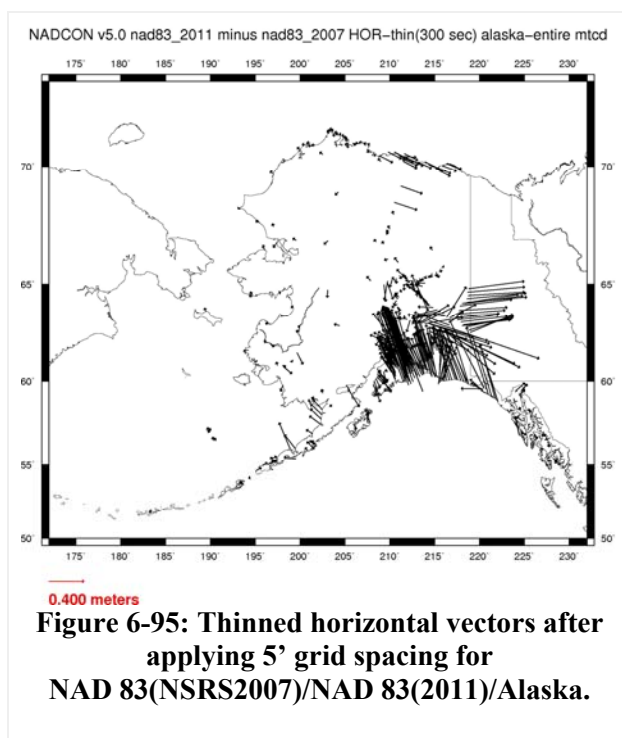 NADCON v5.0 nad83_2011 minus nad83_2007 HOR-thin(300 sec) alaska-entire mtcd
175° 180° 185° 190° 195° 200° 205° 210° 215° 220° 225° 230°
70° 70°
65° 65°
60° 60°
55° 55°
50° 50°
175° 180° 185° 190° 195° 200° 205° 210° 215° 220° 225° 230°
0.400 meters
Figure 6-95: Thinned horizontal vectors after
applying 5’ grid spacing for
NAD 83(NSRS2007)/NAD 83(2011)/Alaska.